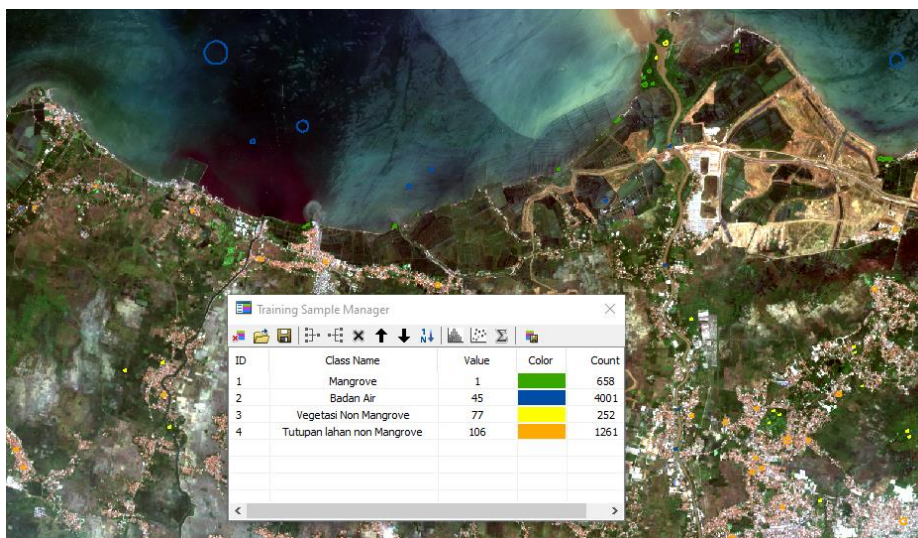 Training Sample Manager
ID Class Name Value Color Count
1 Mangrove 1 658
2 Badan Air 45 4001
3 Vegetasi Non Mangrove 77 252
4 Tutupan lahan non Mangrove 106 1261